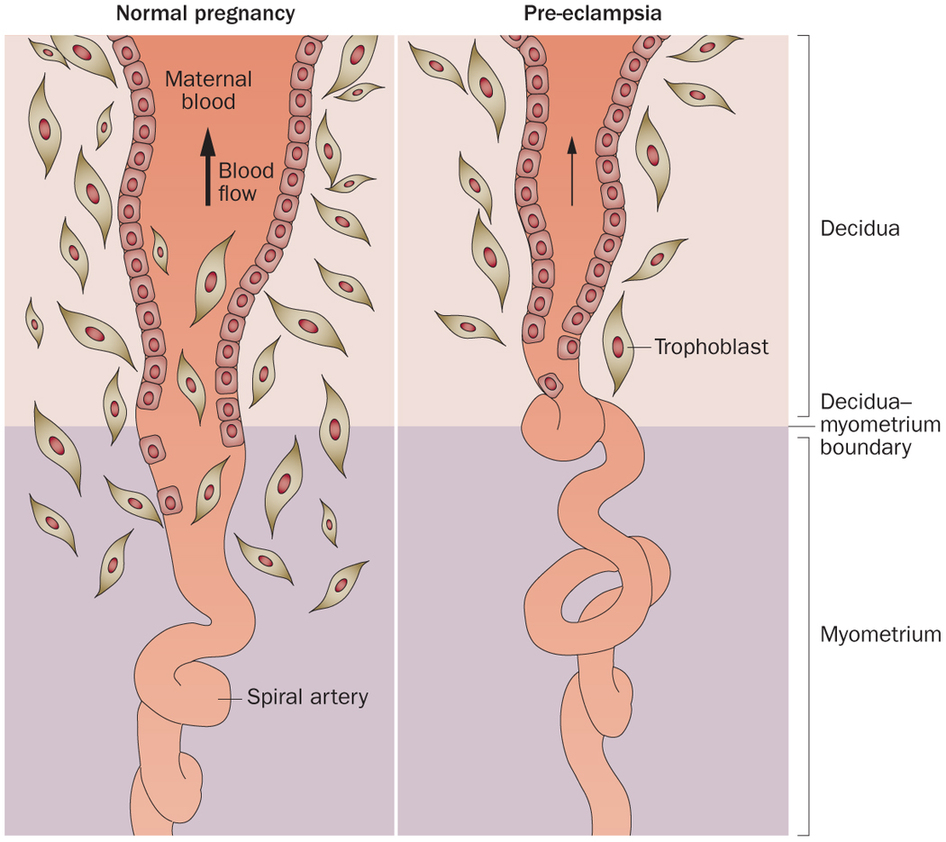 Normal pregnancy
Pre-eclampsia
Maternal
blood
Blood
flow
Decidua
Trophoblast
Decidua–
myometrium
boundary
Myometrium
Spiral artery